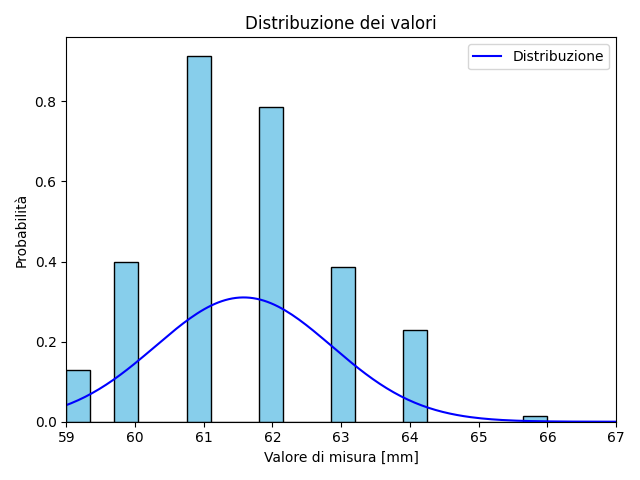 Distribuzione dei valori
Distribuzione
Probabilità
0.8
0.6
0.4
0.2
0.0
59 60 61 62 63 64 65 66 67
Valore di misura [mm]